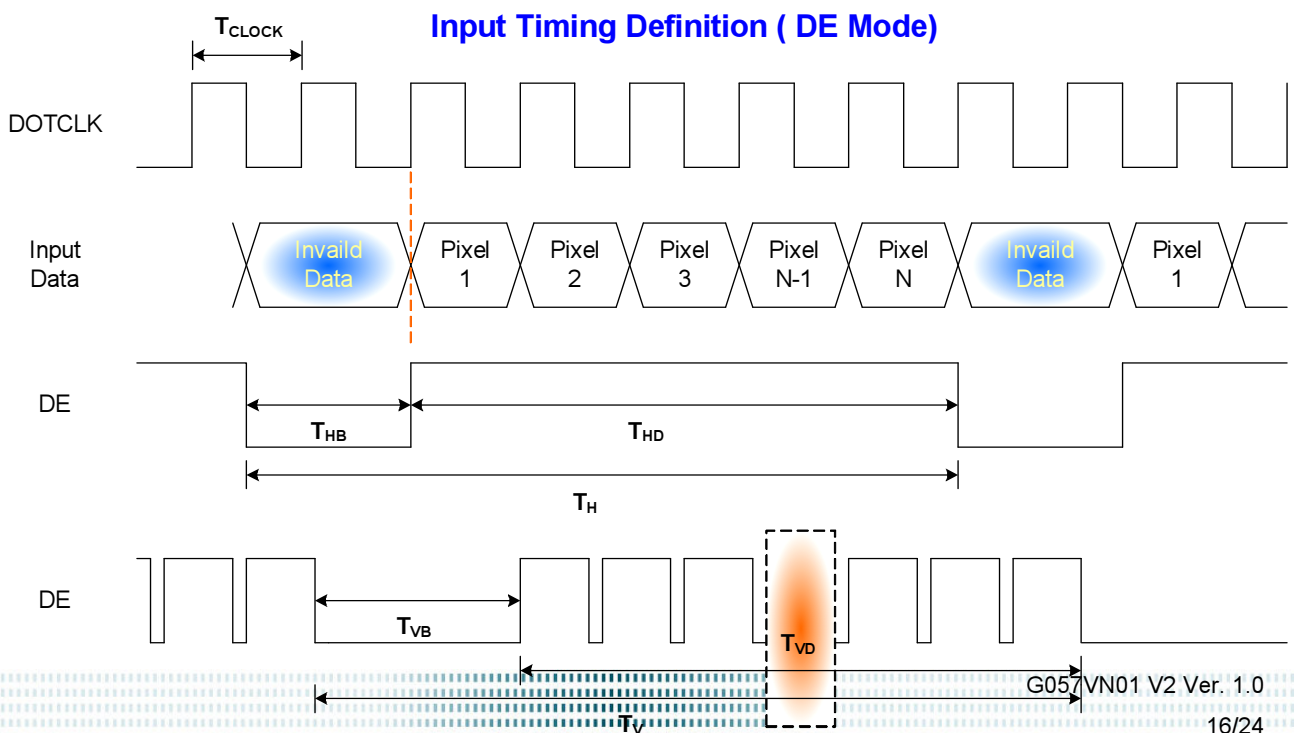 Input Timing Definition ( DE Mode)
TCLOCK
DOTCLK
Input
Data
Invaild
Data
Pixel
1
Pixel
2
Pixel
3
Pixel
N-1
Pixel
N
Invaild
Data
Pixel
1
DE
THB
THD
TH
DE
TVB
TVD
TV
G057VN01 V2 Ver. 1.0
16/24